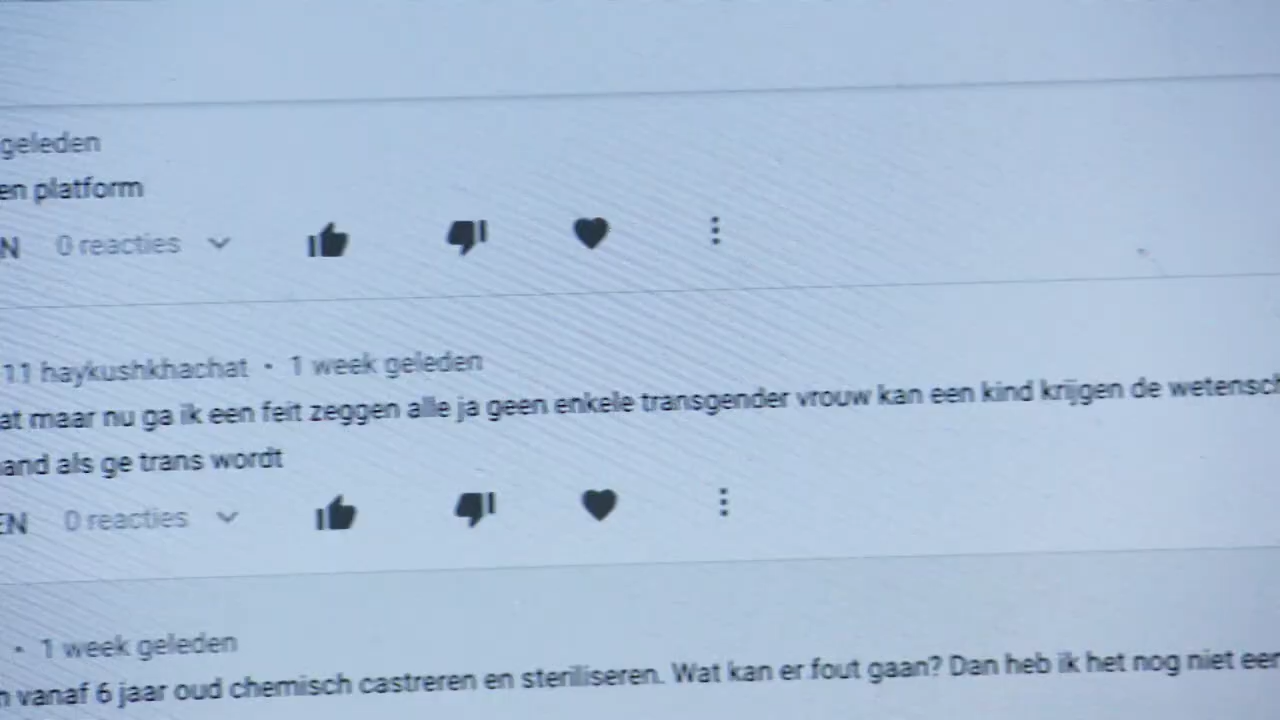 geleden
en platform
N 0 reacties
11 haykushkhachat • 1 week geleden
at maar nu ga ik een feit zeggen alle ja geen enkele transgender vrouw kan een kind krijgen de wetensch
and als ge trans wordt
EN 0 reacties
• 1 week geleden
n vanaf 6 jaar oud chemisch castreren en steriliseren. Wat kan er fout gaan? Dan heb ik het nog niet eer